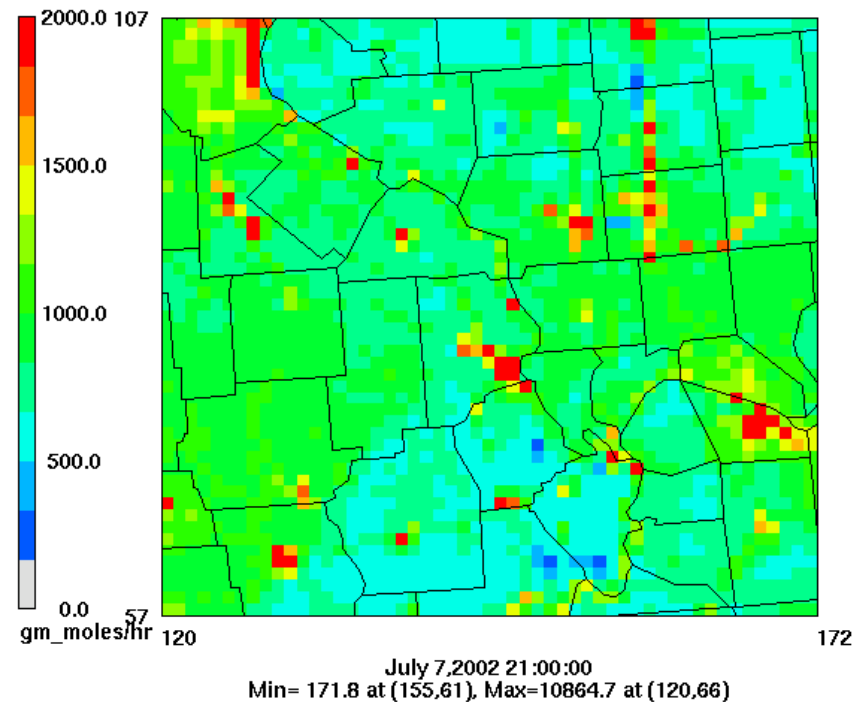 2000.0 107
1500.0
1000.0
500.0
0.0 57
gm_moles/hr 120 172
July 7,2002 21:00:00
Min= 171.8 at (155,61), Max=10864.7 at (120,66)